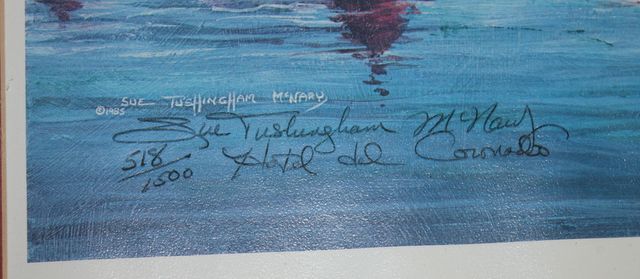 SUE TUSHINGHAM McNARY
©1985
Sue Tushingham McNary
518/1500 Hotel del Coronado